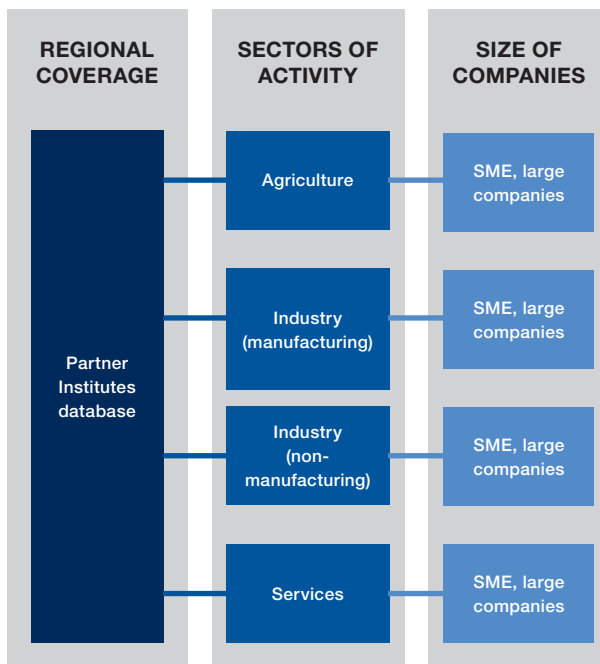 REGIONAL
COVERAGE
SECTORS OF
ACTIVITY
SIZE OF
COMPANIES
Partner
Institutes
database
Agriculture
SME, large
companies
Industry
(manufacturing)
SME, large
companies
Industry
(non-
manufacturing)
SME, large
companies
Services
SME, large
companies